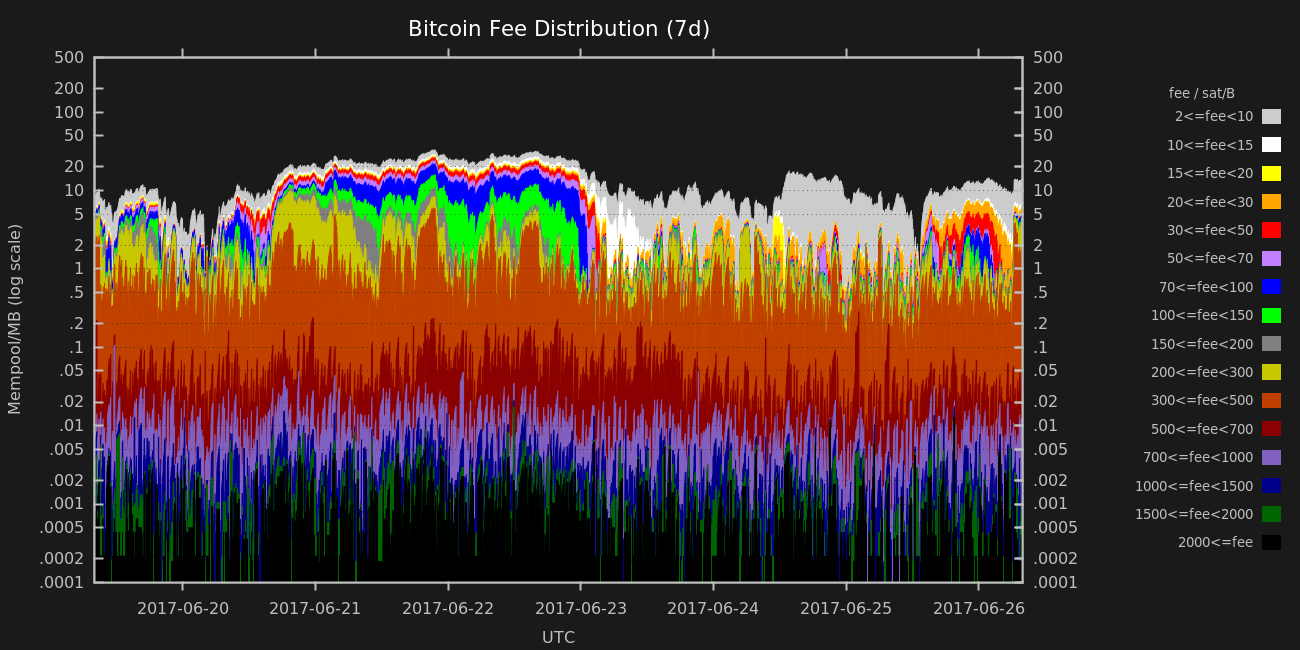 Bitcoin Fee Distribution (7d)
500 500
200 200
100 100
50 50
20 20
10 10
5 5
2 2
1 1
.5 .5
.2 .2
.1 .1
.05 .05
.02 .02
.01 .01
.005 .005
.002 .002
.001 .001
.0005 .0005
.0002 .0002
.0001 .0001
Mempool/MB (log scale)
2017-06-20 2017-06-21 2017-06-22 2017-06-23 2017-06-24 2017-06-25 2017-06-26
UTC
fee / sat/B
2<=fee<10
10<=fee<15
15<=fee<20
20<=fee<30
30<=fee<50
50<=fee<70
70<=fee<100
100<=fee<150
150<=fee<200
200<=fee<300
300<=fee<500
500<=fee<700
700<=fee<1000
1000<=fee<1500
1500<=fee<2000
2000<=fee